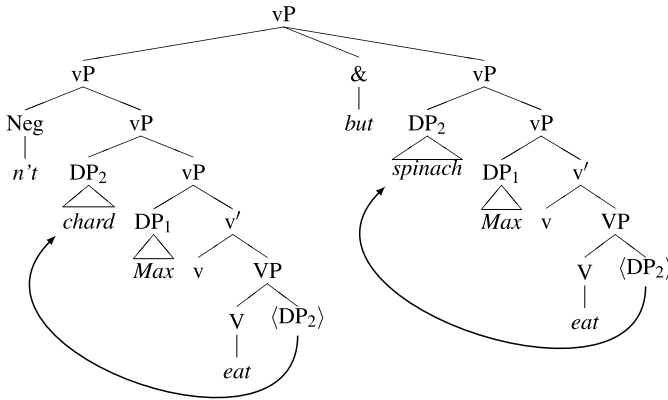 vP
vP & vP
Neg vP but DP₂ vP
n't DP₂ vP spinach DP₁ v′
chard DP₁ v′ Max v VP
Max v VP V ⟨DP₂⟩
V ⟨DP₂⟩ eat
eat